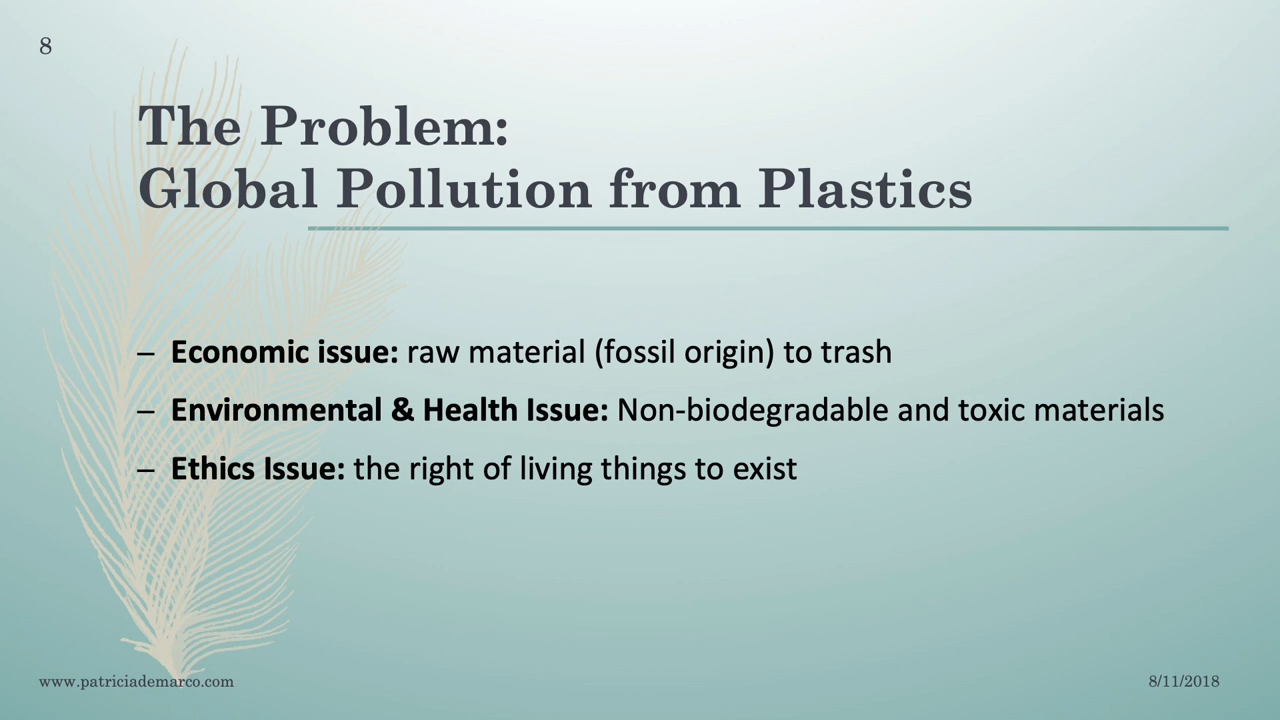 8
The Problem:
Global Pollution from Plastics
– Economic issue: raw material (fossil origin) to trash
– Environmental & Health Issue: Non-biodegradable and toxic materials
– Ethics Issue: the right of living things to exist
www.patriciademarco.com
8/11/2018